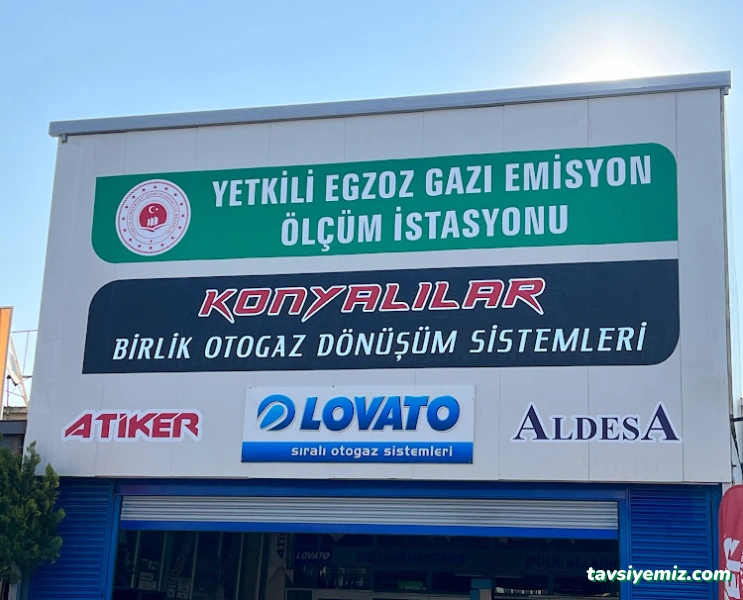 YETKİLİ EGZOZ GAZI EMİSYON
ÖLÇÜM İSTASYONU
KONYALILAR
BİRLİK OTOGAZ DÖNÜŞÜM SİSTEMLERİ
ATİKER
LOVATO
sıralı otogaz sistemleri
ALDESA
LOVATO
tavsiyemiz.com